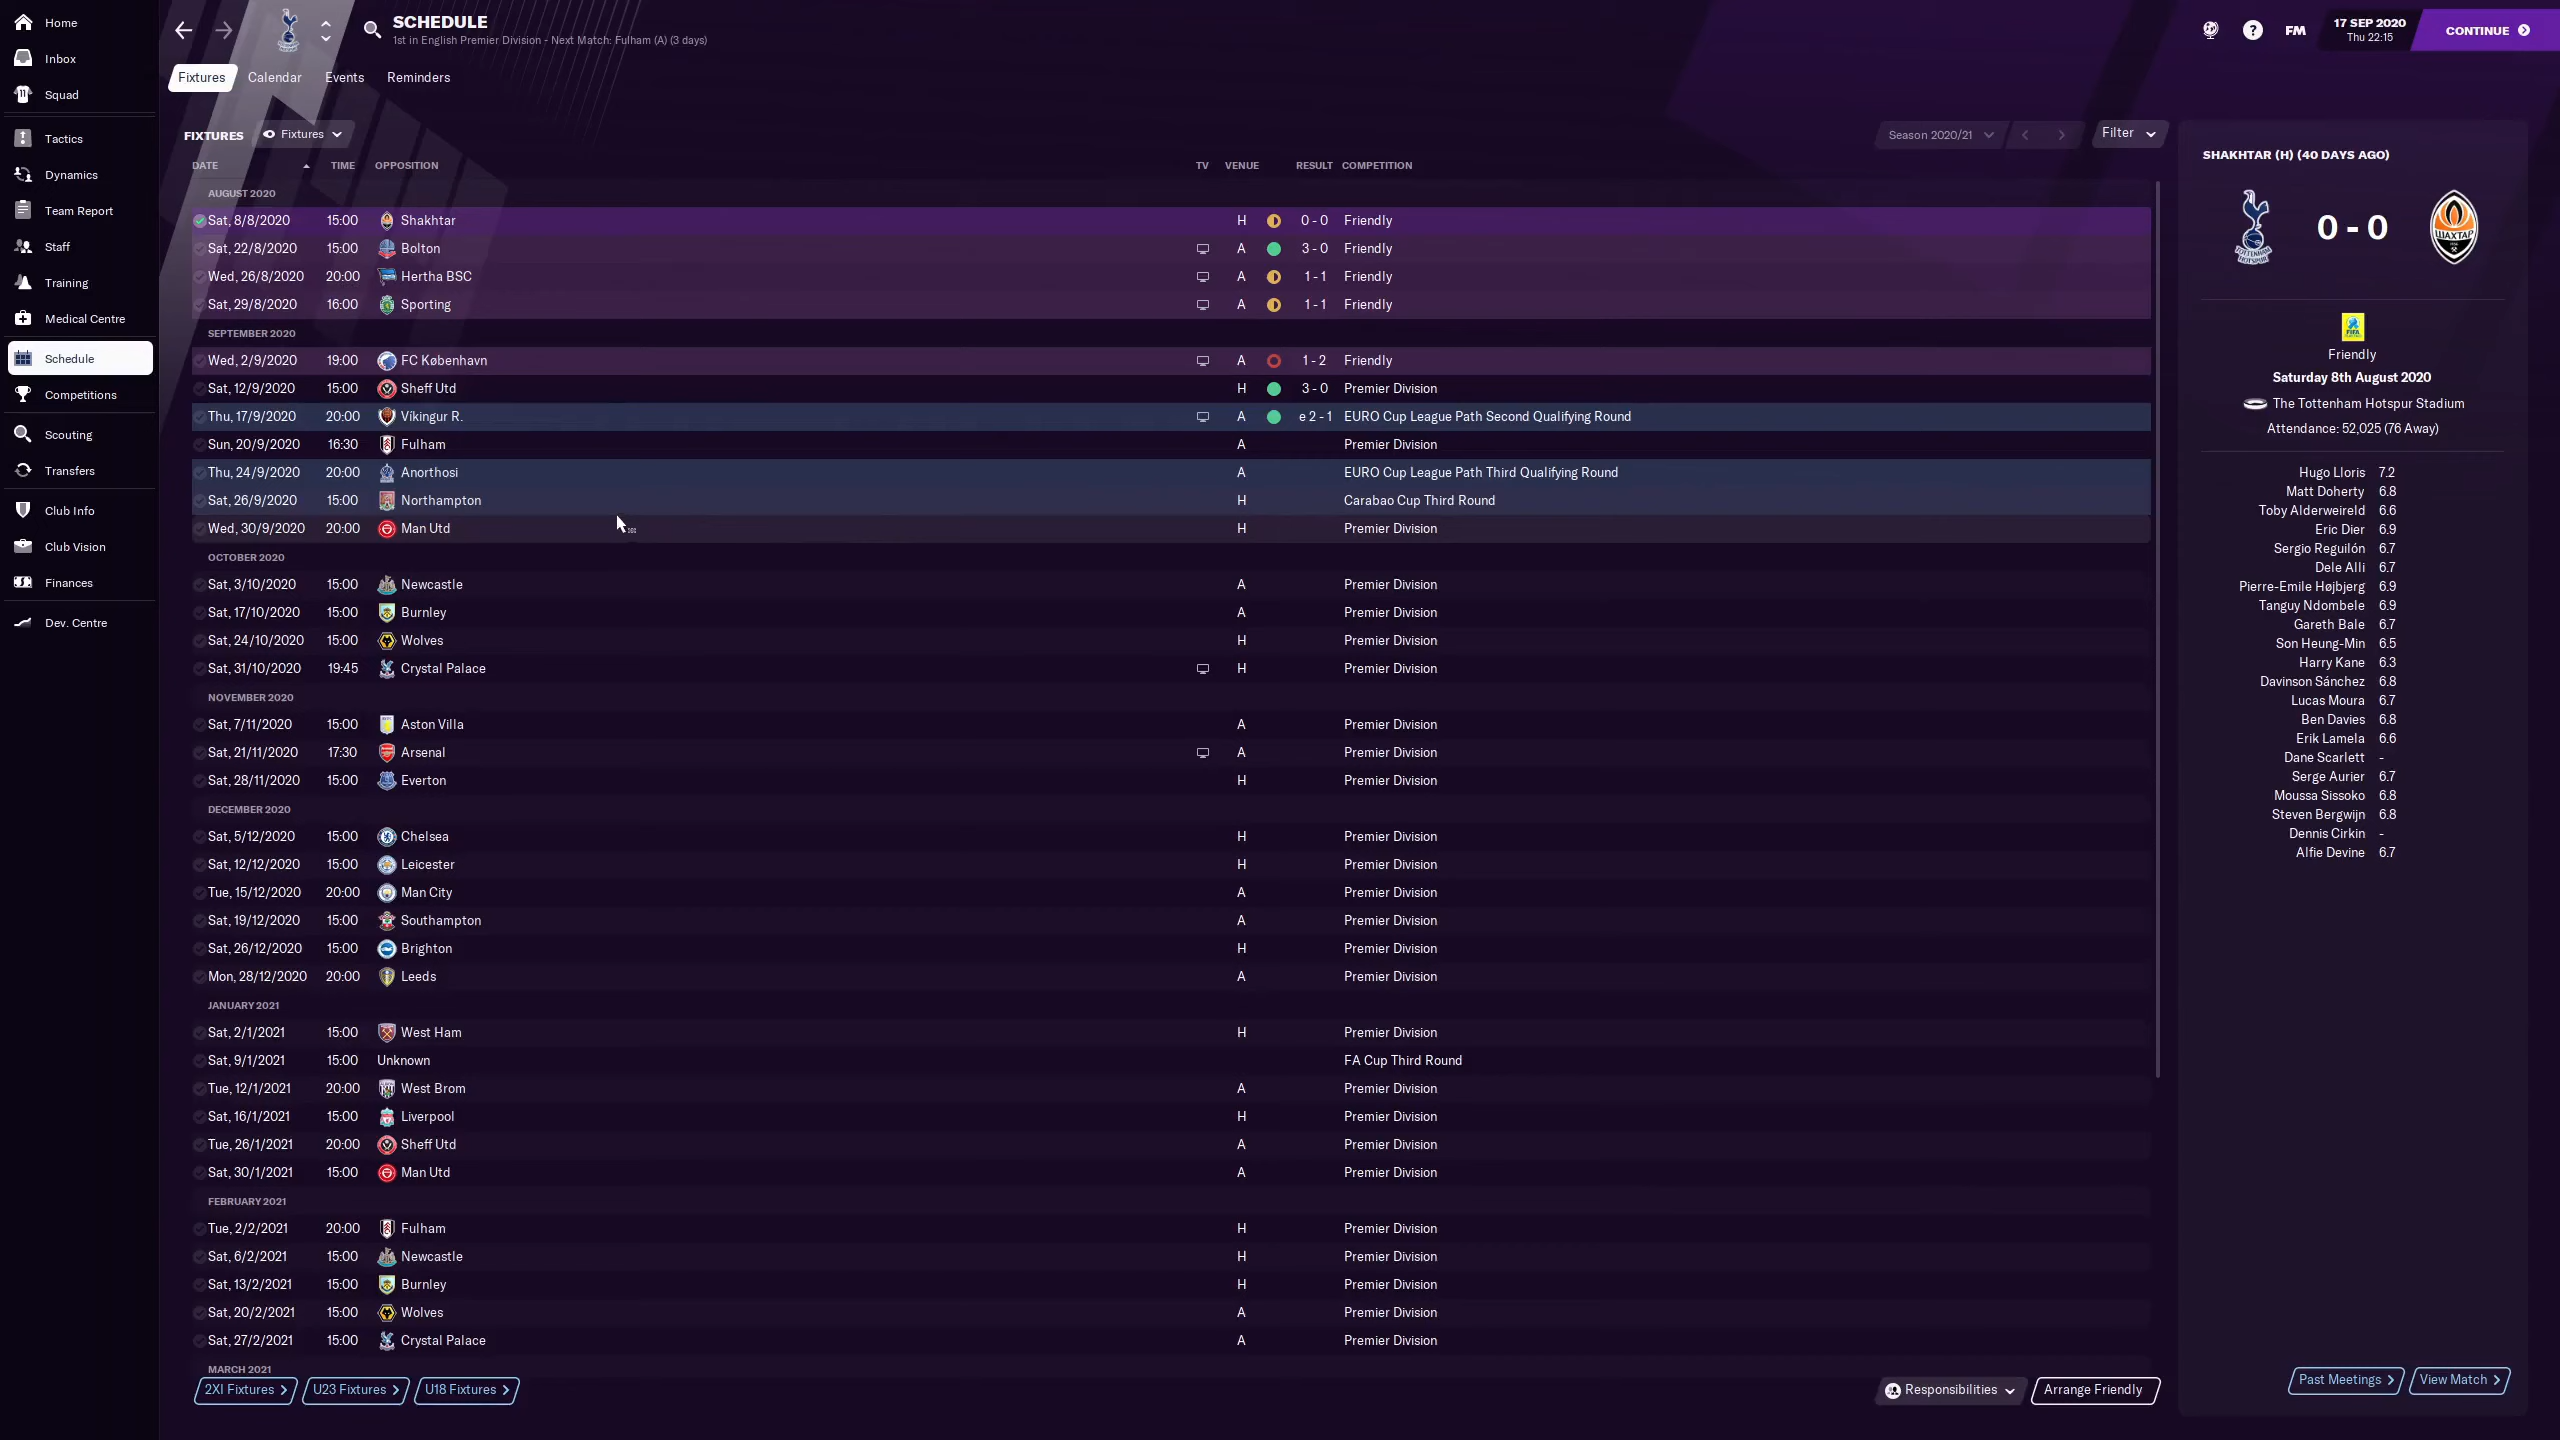 Home
Inbox
Squad
Tactics
Dynamics
Team Report
Staff
Training
Medical Centre
Schedule
Competitions
Scouting
Transfers
Club Info
Club Vision
Finances
Dev. Centre
SCHEDULE
1st in English Premier Division - Next Match: Fulham (A) (3 days)
FM
17 SEP 2020
Thu 22:15
CONTINUE
Fixtures Calendar Events Reminders
FIXTURES Fixtures Season 2020/21 Filter
DATE TIME OPPOSITION TV VENUE RESULT COMPETITION
AUGUST 2020
Sat, 8/8/2020 15:00 Shakhtar H 0 - 0 Friendly
Sat, 22/8/2020 15:00 Bolton A 3 - 0 Friendly
Wed, 26/8/2020 20:00 Hertha BSC A 1 - 1 Friendly
Sat, 29/8/2020 16:00 Sporting A 1 - 1 Friendly
SEPTEMBER 2020
Wed, 2/9/2020 19:00 FC København A 1 - 2 Friendly
Sat, 12/9/2020 15:00 Sheff Utd H 3 - 0 Premier Division
Thu, 17/9/2020 20:00 Víkingur R. A e 2 - 1 EURO Cup League Path Second Qualifying Round
Sun, 20/9/2020 16:30 Fulham A Premier Division
Thu, 24/9/2020 20:00 Anorthosi A EURO Cup League Path Third Qualifying Round
Sat, 26/9/2020 15:00 Northampton H Carabao Cup Third Round
Wed, 30/9/2020 20:00 Man Utd H Premier Division
OCTOBER 2020
Sat, 3/10/2020 15:00 Newcastle A Premier Division
Sat, 17/10/2020 15:00 Burnley A Premier Division
Sat, 24/10/2020 15:00 Wolves H Premier Division
Sat, 31/10/2020 19:45 Crystal Palace H Premier Division
NOVEMBER 2020
Sat, 7/11/2020 15:00 Aston Villa A Premier Division
Sat, 21/11/2020 17:30 Arsenal A Premier Division
Sat, 28/11/2020 15:00 Everton H Premier Division
DECEMBER 2020
Sat, 5/12/2020 15:00 Chelsea H Premier Division
Sat, 12/12/2020 15:00 Leicester H Premier Division
Tue, 15/12/2020 20:00 Man City A Premier Division
Sat, 19/12/2020 15:00 Southampton A Premier Division
Sat, 26/12/2020 15:00 Brighton H Premier Division
Mon, 28/12/2020 20:00 Leeds A Premier Division
JANUARY 2021
Sat, 2/1/2021 15:00 West Ham H Premier Division
Sat, 9/1/2021 15:00 Unknown FA Cup Third Round
Tue, 12/1/2021 20:00 West Brom A Premier Division
Sat, 16/1/2021 15:00 Liverpool H Premier Division
Tue, 26/1/2021 20:00 Sheff Utd A Premier Division
Sat, 30/1/2021 15:00 Man Utd A Premier Division
FEBRUARY 2021
Tue, 2/2/2021 20:00 Fulham H Premier Division
Sat, 6/2/2021 15:00 Newcastle H Premier Division
Sat, 13/2/2021 15:00 Burnley H Premier Division
Sat, 20/2/2021 15:00 Wolves A Premier Division
Sat, 27/2/2021 15:00 Crystal Palace A Premier Division
MARCH 2021
2XI Fixtures U23 Fixtures U18 Fixtures Responsibilities Arrange Friendly
SHAKHTAR (H) (40 DAYS AGO)
TOTTENHAM HOTSPUR
0 - 0
ШАХТАР
Friendly
Saturday 8th August 2020
The Tottenham Hotspur Stadium
Attendance: 52,025 (76 Away)
Hugo Lloris 7.2
Matt Doherty 6.8
Toby Alderweireld 6.6
Eric Dier 6.9
Sergio Reguilón 6.7
Dele Alli 6.7
Pierre-Emile Højbjerg 6.9
Tanguy Ndombele 6.9
Gareth Bale 6.7
Son Heung-Min 6.5
Harry Kane 6.3
Davinson Sánchez 6.8
Lucas Moura 6.7
Ben Davies 6.8
Erik Lamela 6.6
Dane Scarlett -
Serge Aurier 6.7
Moussa Sissoko 6.8
Steven Bergwijn 6.8
Dennis Cirkin -
Alfie Devine 6.7
Past Meetings View Match